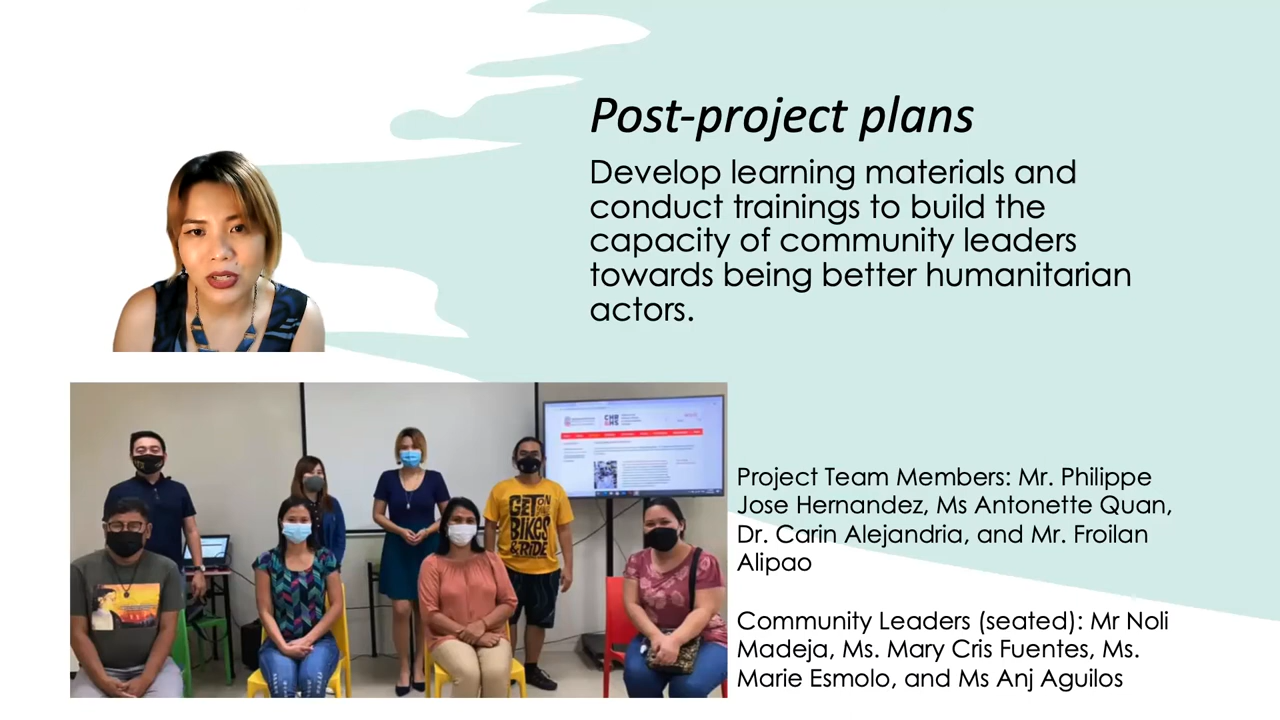 Post-project plans
Develop learning materials and
conduct trainings to build the
capacity of community leaders
towards being better humanitarian
actors.
GET ON
BIKES
& RIDE
Project Team Members: Mr. Philippe
Jose Hernandez, Ms Antonette Quan,
Dr. Carin Alejandria, and Mr. Froilan
Alipao
Community Leaders (seated): Mr Noli
Madeja, Ms. Mary Cris Fuentes, Ms.
Marie Esmolo, and Ms Anj Aguilos